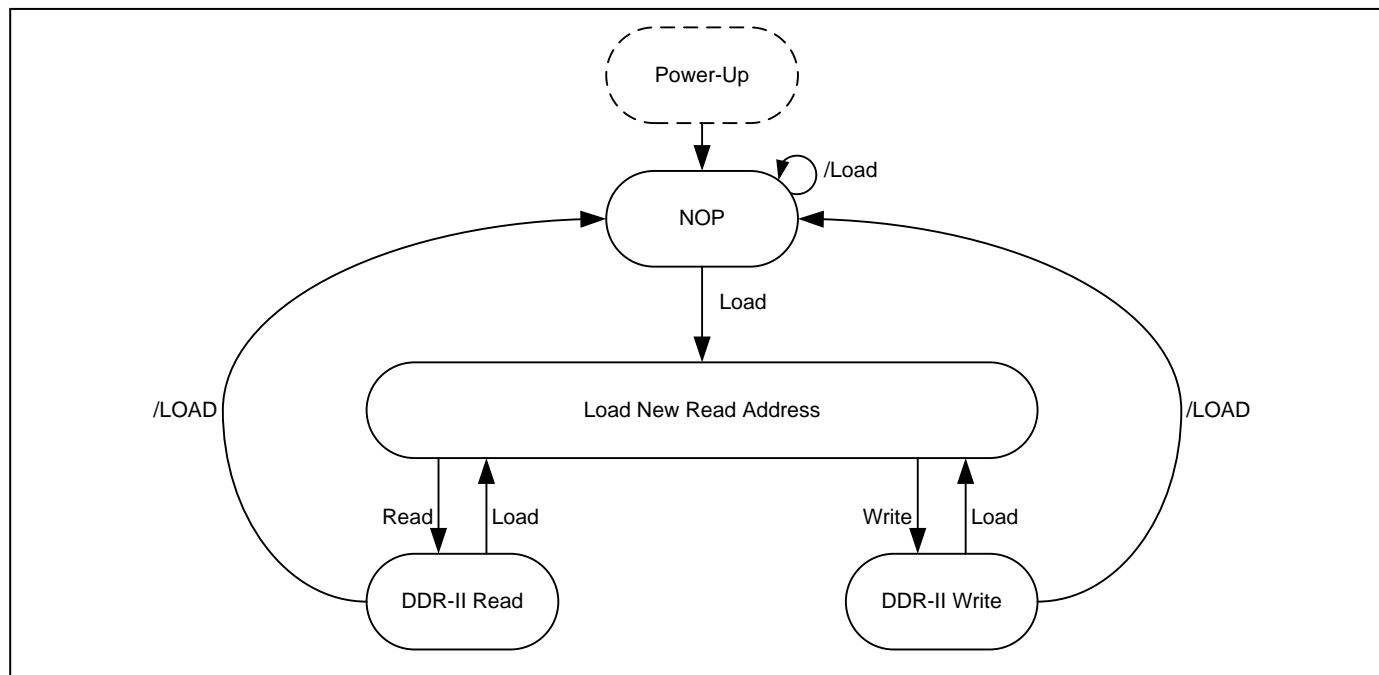 Power-Up
/Load
NOP
Load
Load New Read Address
/LOAD
/LOAD
Read
Load
Write
Load
DDR-II Read
DDR-II Write